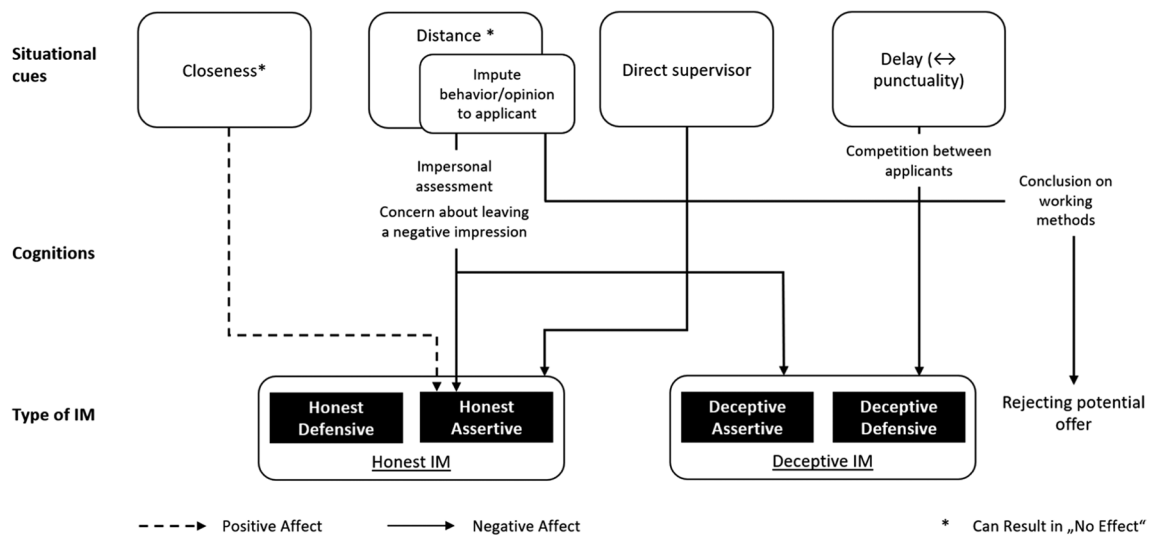 Situational
cues
Closeness*
Distance *
Impute
behavior/opinion
to applicant
Direct supervisor
Delay (↔
punctuality)
Impersonal
assessment
Concern about leaving
a negative impression
Competition between
applicants
Conclusion on
working
methods
Cognitions
Type of IM
Honest
Defensive
Honest
Assertive
Honest IM
Deceptive
Assertive
Deceptive
Defensive
Deceptive IM
Rejecting potential
offer
Positive Affect
Negative Affect
* Can Result in „No Effect“